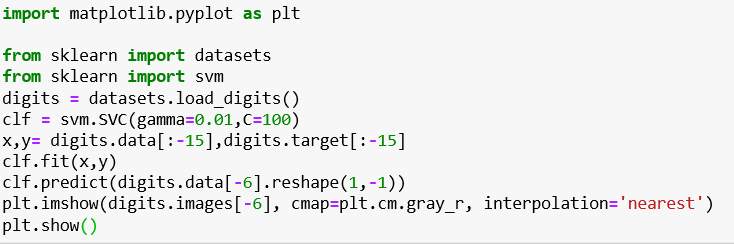 import matplotlib.pyplot as plt
from sklearn import datasets
from sklearn import svm
digits = datasets.load_digits()
clf = svm.SVC(gamma=0.01,C=100)
x,y= digits.data[:-15],digits.target[:-15]
clf.fit(x,y)
clf.predict(digits.data[-6].reshape(1,-1))
plt.imshow(digits.images[-6], cmap=plt.cm.gray_r, interpolation='nearest')
plt.show()